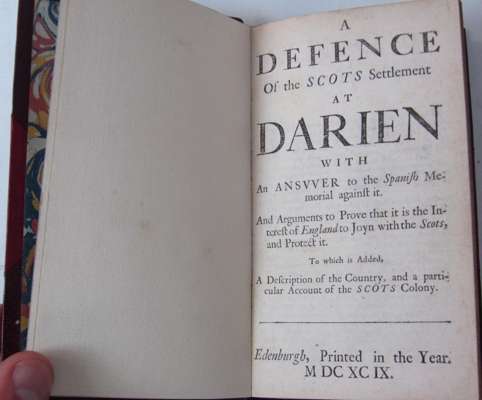 A
DEFENCE
Of the SCOTS Settlement
AT
DARIEN
WITH
An ANSVVER to the Spaniſh Me-
morial againſt it.
And Arguments to Prove that it is the In-
tereſt of England to Joyn with the Scots,
and Protect it.
To which is Added,
A Deſcription of the Country, and a parti-
cular Account of the SCOTS Colony.
Edenburgh, Printed in the Year.
M DC XC IX.